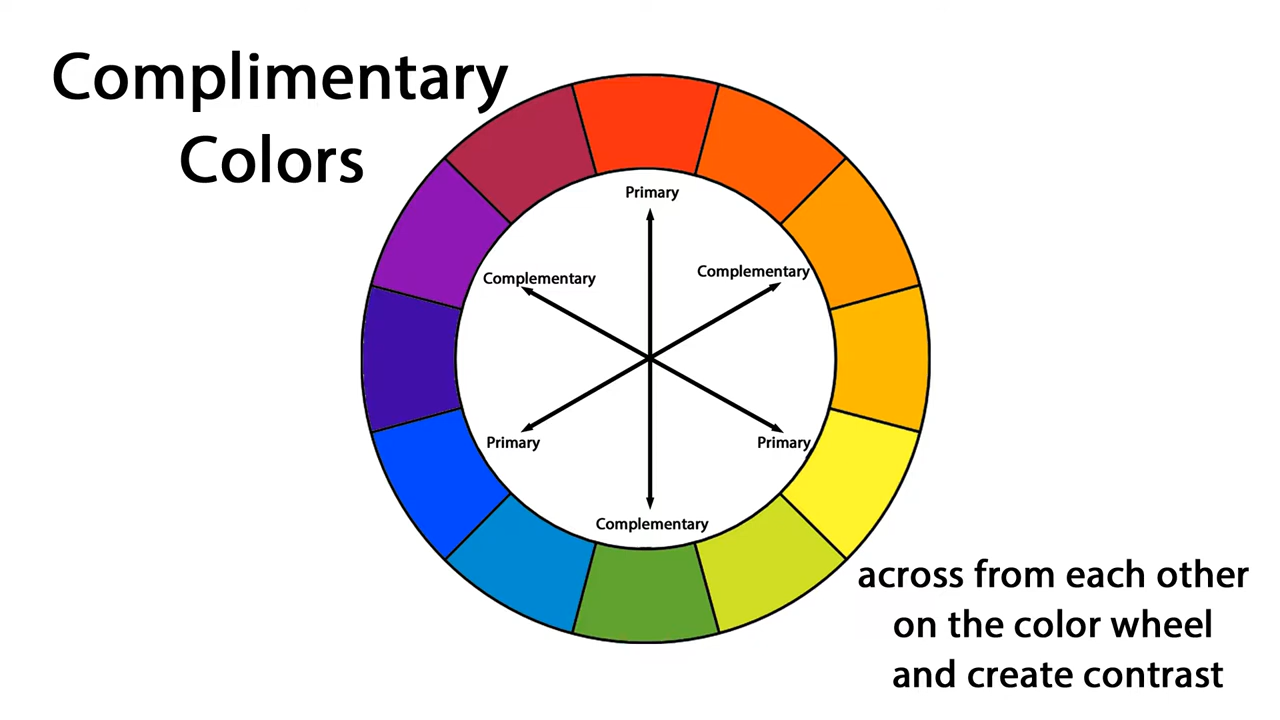 Complimentary
Colors
Primary
Complementary
Complementary
Primary
Primary
Complementary
across from each other
on the color wheel
and create contrast